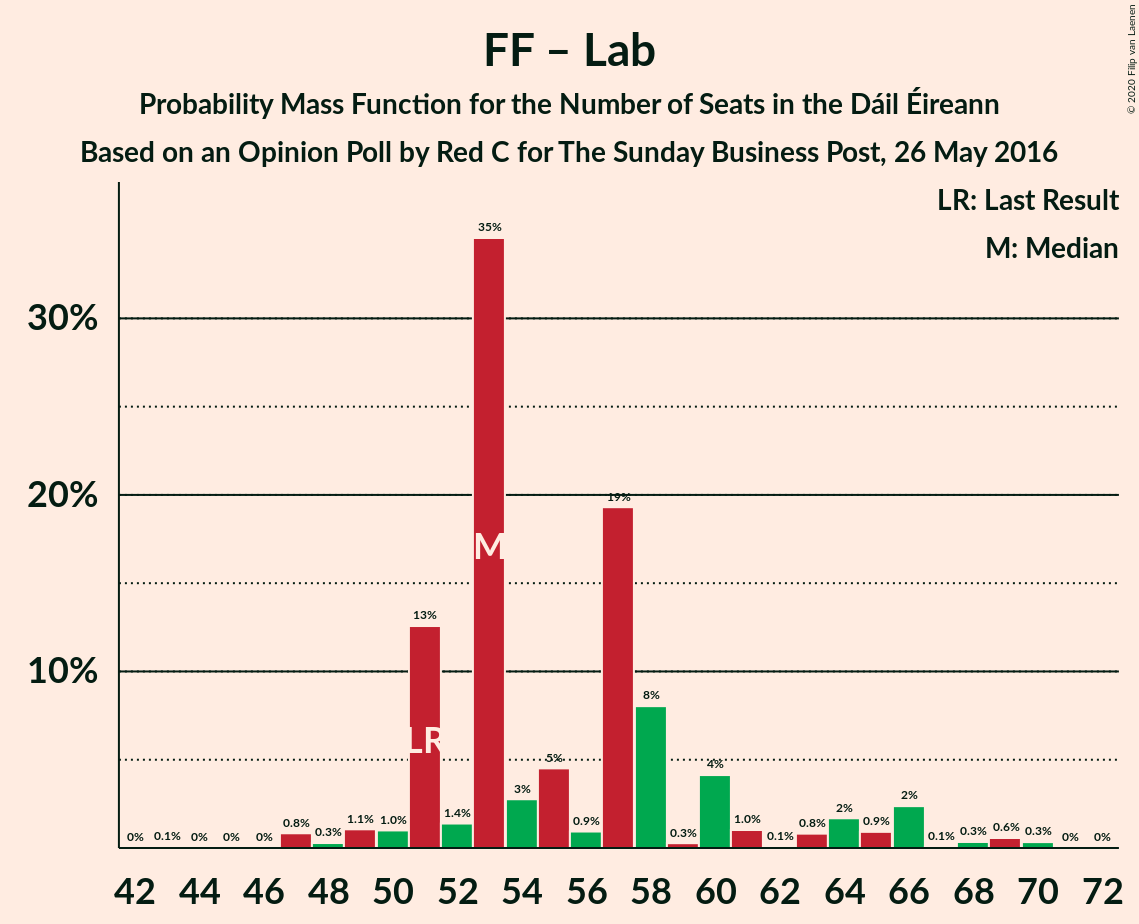 FF – Lab
Probability Mass Function for the Number of Seats in the Dáil Éireann
Based on an Opinion Poll by Red C for The Sunday Business Post, 26 May 2016
© 2020 Filip van Laenen
LR: Last Result
M: Median
30%
20%
10%
0% 0.1% 0% 0% 0% 0.8% 0.3% 1.1% 1.0% 13% 1.4% 35% 3% 5% 0.9% 19% 8% 0.3% 4% 1.0% 0.1% 0.8% 2% 0.9% 2% 0.1% 0.3% 0.6% 0.3% 0% 0%
M
LR
42 44 46 48 50 52 54 56 58 60 62 64 66 68 70 72